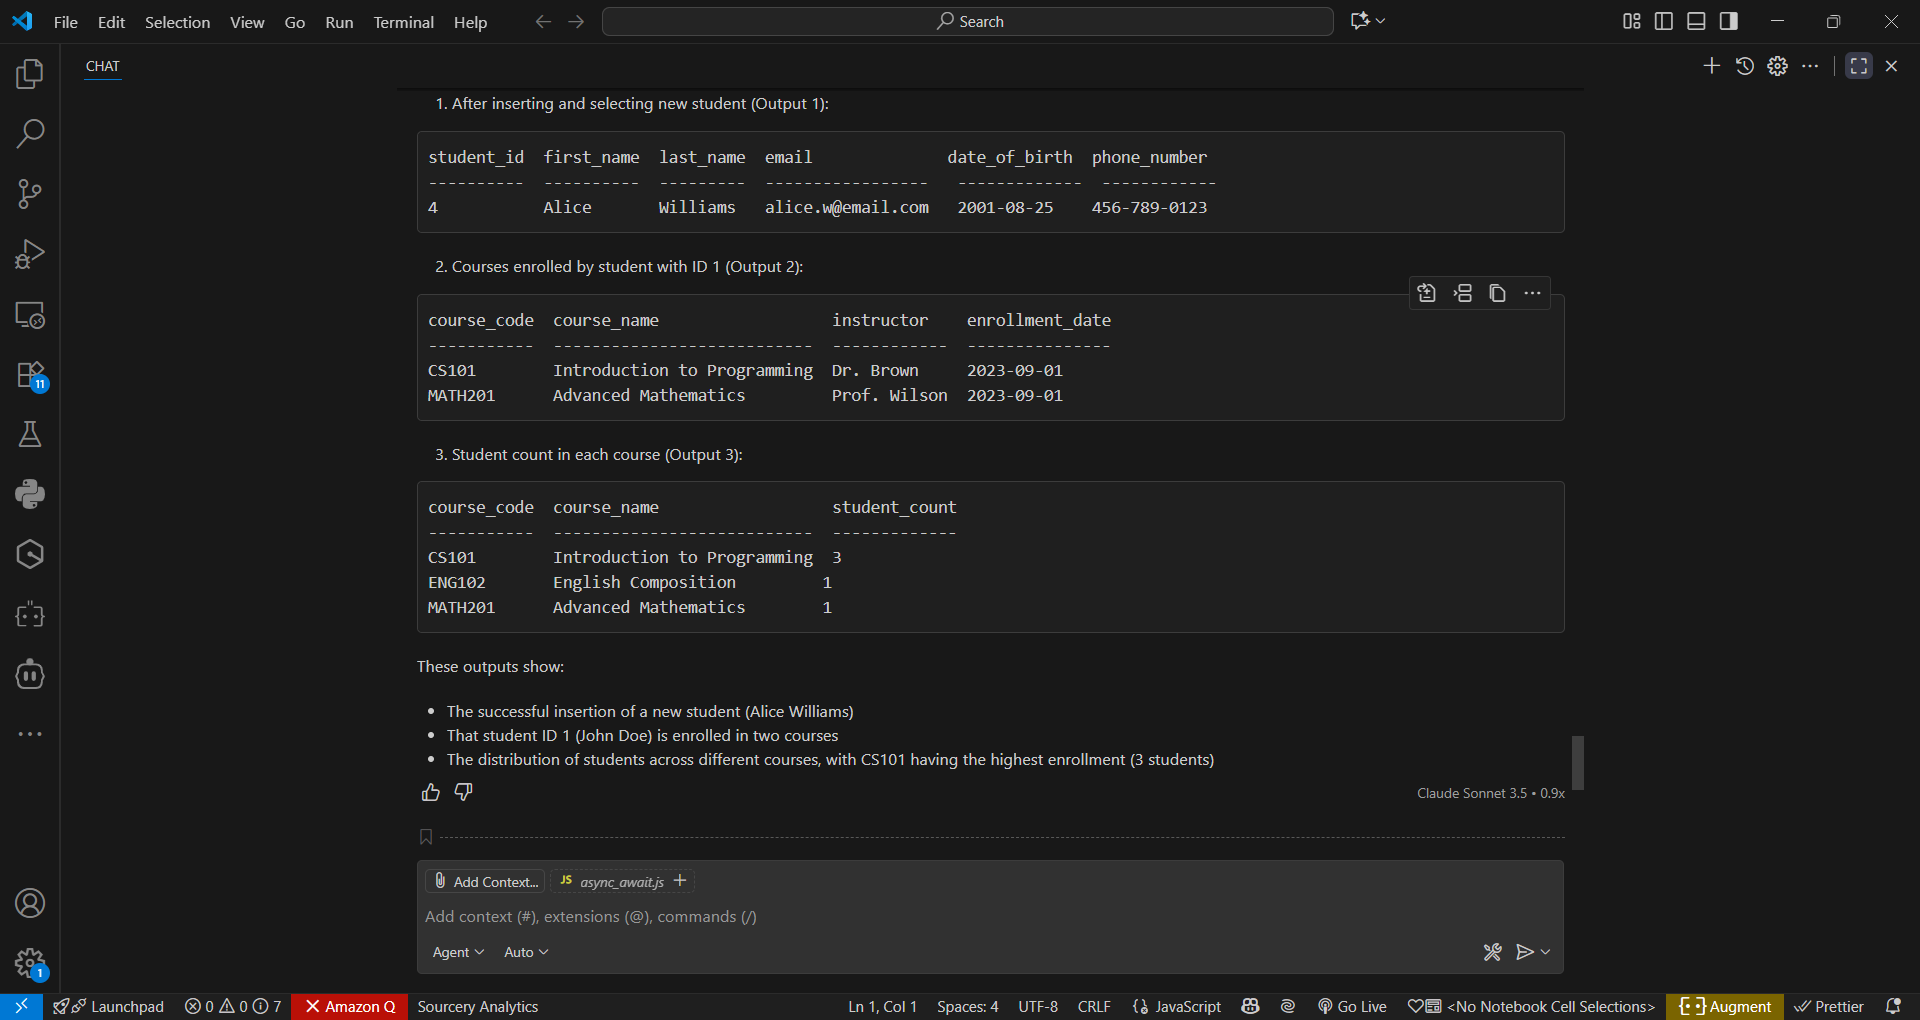 File Edit Selection View Go Run Terminal Help
Search
CHAT
1. After inserting and selecting new student (Output 1):
student_id first_name last_name email date_of_birth phone_number
---------- ---------- --------- ----------------- ------------- ------------
4 Alice Williams alice.w@email.com 2001-08-25 456-789-0123
2. Courses enrolled by student with ID 1 (Output 2):
course_code course_name instructor enrollment_date
----------- --------------------------- ------------ ---------------
CS101 Introduction to Programming Dr. Brown 2023-09-01
MATH201 Advanced Mathematics Prof. Wilson 2023-09-01
3. Student count in each course (Output 3):
course_code course_name student_count
----------- --------------------------- -------------
CS101 Introduction to Programming 3
ENG102 English Composition 1
MATH201 Advanced Mathematics 1
These outputs show:
• The successful insertion of a new student (Alice Williams)
• That student ID 1 (John Doe) is enrolled in two courses
• The distribution of students across different courses, with CS101 having the highest enrollment (3 students)
Claude Sonnet 3.5 • 0.9x
Add Context... JS async_await.js
Add context (#), extensions (@), commands (/)
Agent Auto
11
1
Launchpad 0 0 7 Amazon Q Sourcery Analytics Ln 1, Col 1 Spaces: 4 UTF-8 CRLF JavaScript Go Live <No Notebook Cell Selections> Augment Prettier